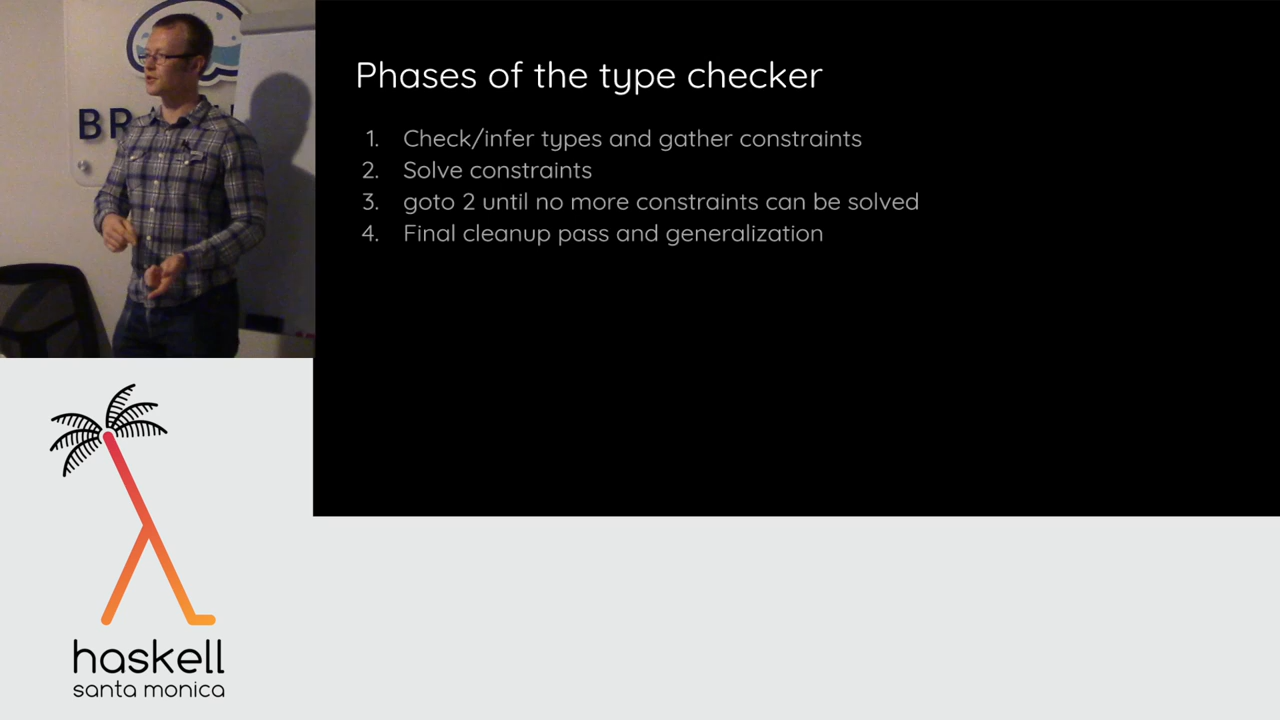 Phases of the type checker
1. Check/infer types and gather constraints
2. Solve constraints
3. goto 2 until no more constraints can be solved
4. Final cleanup pass and generalization
haskell
santa monica